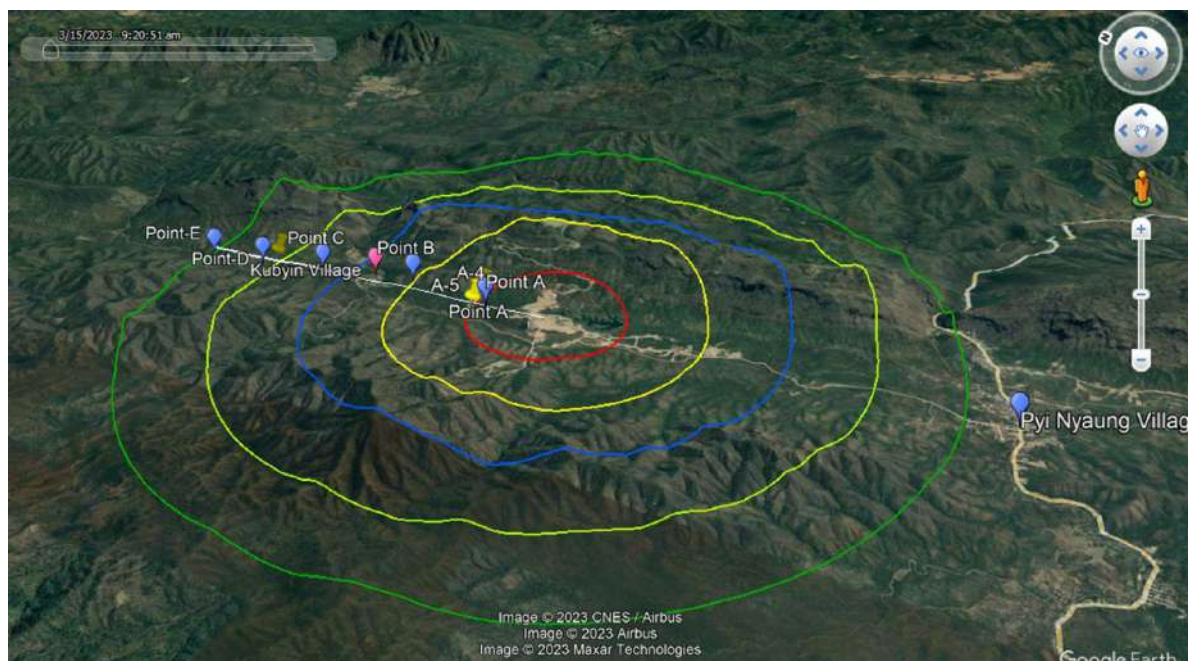 3/15/2023 9:20:51 am
N
Point-E
Point C
Point B
Point-D
Kubyin Village
A-4
A-5
Point A
Point A
Pyi Nyaung Villag
Image © 2023 CNES / Airbus
Image © 2023 Airbus
Image © 2023 Maxar Technologies
Google Earth